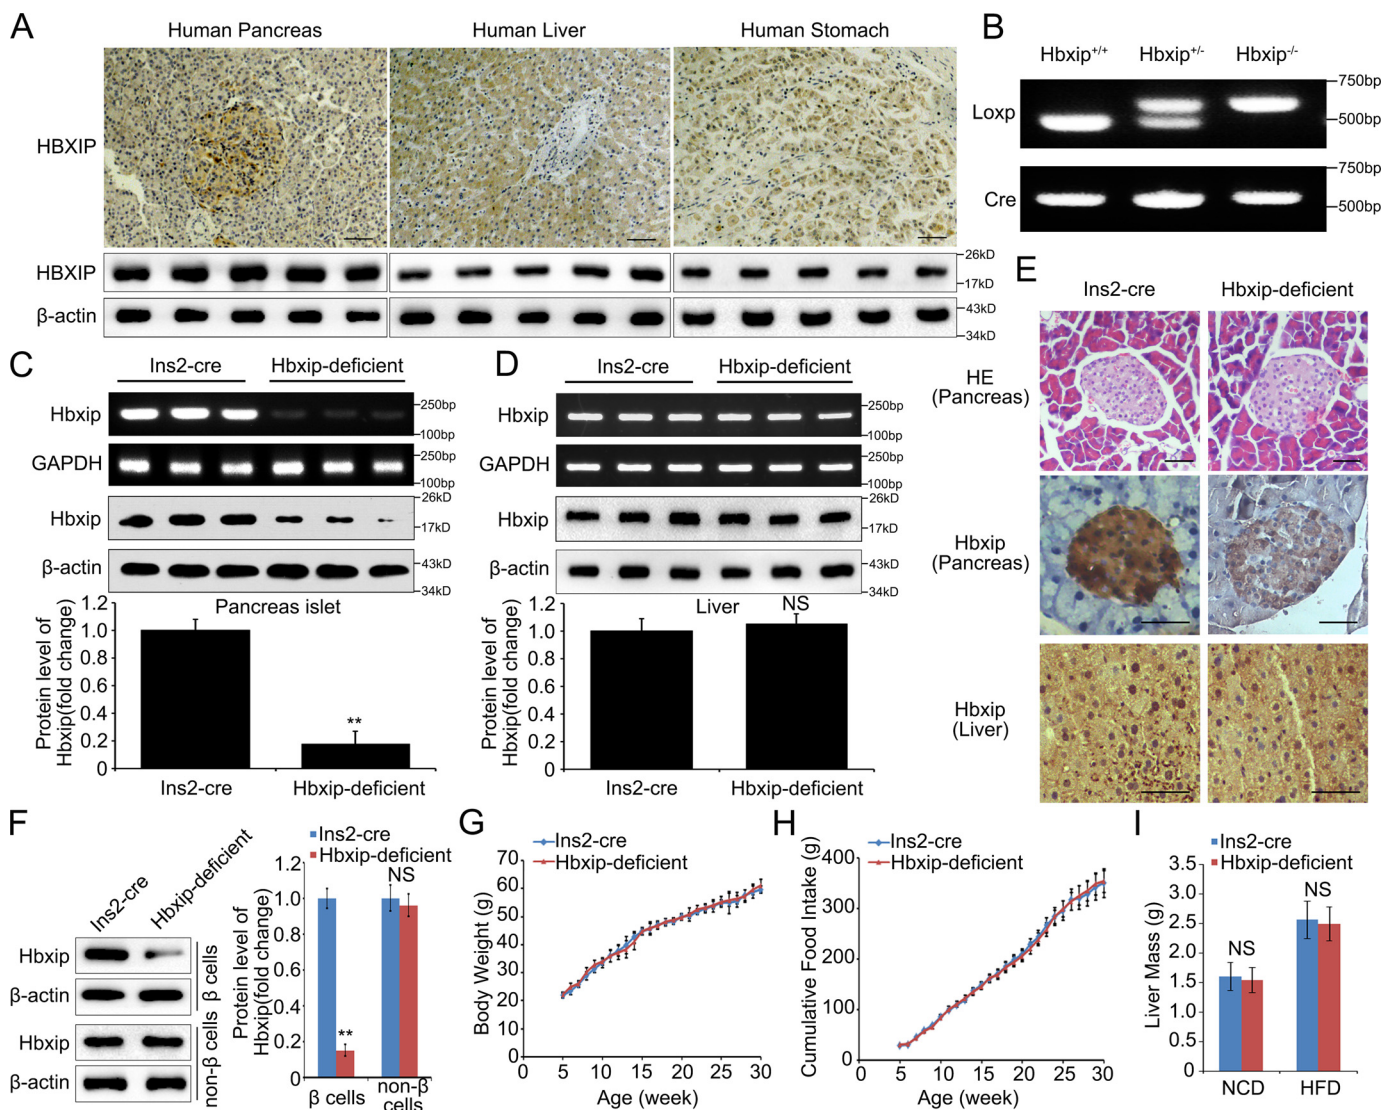 A
Human Pancreas
Human Liver
Human Stomach
HBXIP
HBXIP
26kD
17kD
β-actin
43kD
34kD
B
Hbxip+/+
Hbxip+/-
Hbxip-/-
Loxp
750bp
500bp
Cre
750bp
500bp
C
Ins2-cre
Hbxip-deficient
Hbxip
250bp
100bp
GAPDH
250bp
100bp
Hbxip
26kD
17kD
β-actin
43kD
34kD
Pancreas islet
Protein level of
Hbxip(fold change)
1.2
1.0
0.8
0.6
0.4
0.2
0
**
Ins2-cre
Hbxip-deficient
D
Ins2-cre
Hbxip-deficient
Hbxip
250bp
100bp
GAPDH
250bp
100bp
Hbxip
26kD
17kD
β-actin
43kD
34kD
Liver
NS
Protein level of
Hbxip(fold change)
1.2
1.0
0.8
0.6
0.4
0.2
0
Ins2-cre
Hbxip-deficient
E
Ins2-cre
Hbxip-deficient
HE
(Pancreas)
Hbxip
(Pancreas)
Hbxip
(Liver)
F
Ins2-cre
Hbxip-deficient
Hbxip
β-actin
β cells
Hbxip
β-actin
non-β cells
Ins2-cre
Hbxip-deficient
Protein level of
Hbxip(fold change)
1.2
1.0
0.8
0.6
0.4
0.2
0
NS
**
β cells
non-β
cells
G
Ins2-cre
Hbxip-deficient
Body Weight (g)
70
60
50
40
30
20
10
0
0
5
10
15
20
25
30
Age (week)
H
Ins2-cre
Hbxip-deficient
Cumulative Food Intake (g)
400
300
200
100
0
0
5
10
15
20
25
30
Age (week)
I
Ins2-cre
Hbxip-deficient
Liver Mass (g)
3.5
3.0
2.5
2.0
1.5
1.0
0.5
0
NS
NS
NCD
HFD